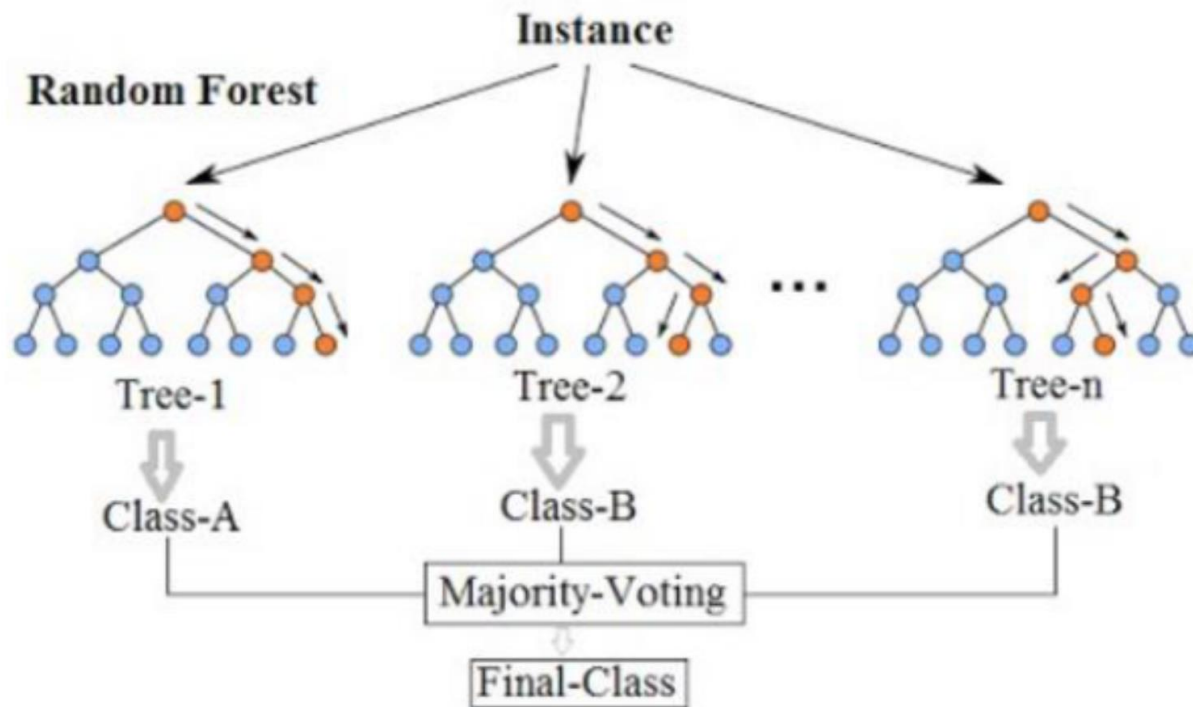 Instance
Random Forest
...
Tree-1
Tree-2
Tree-n
Class-A
Class-B
Class-B
Majority-Voting
Final-Class